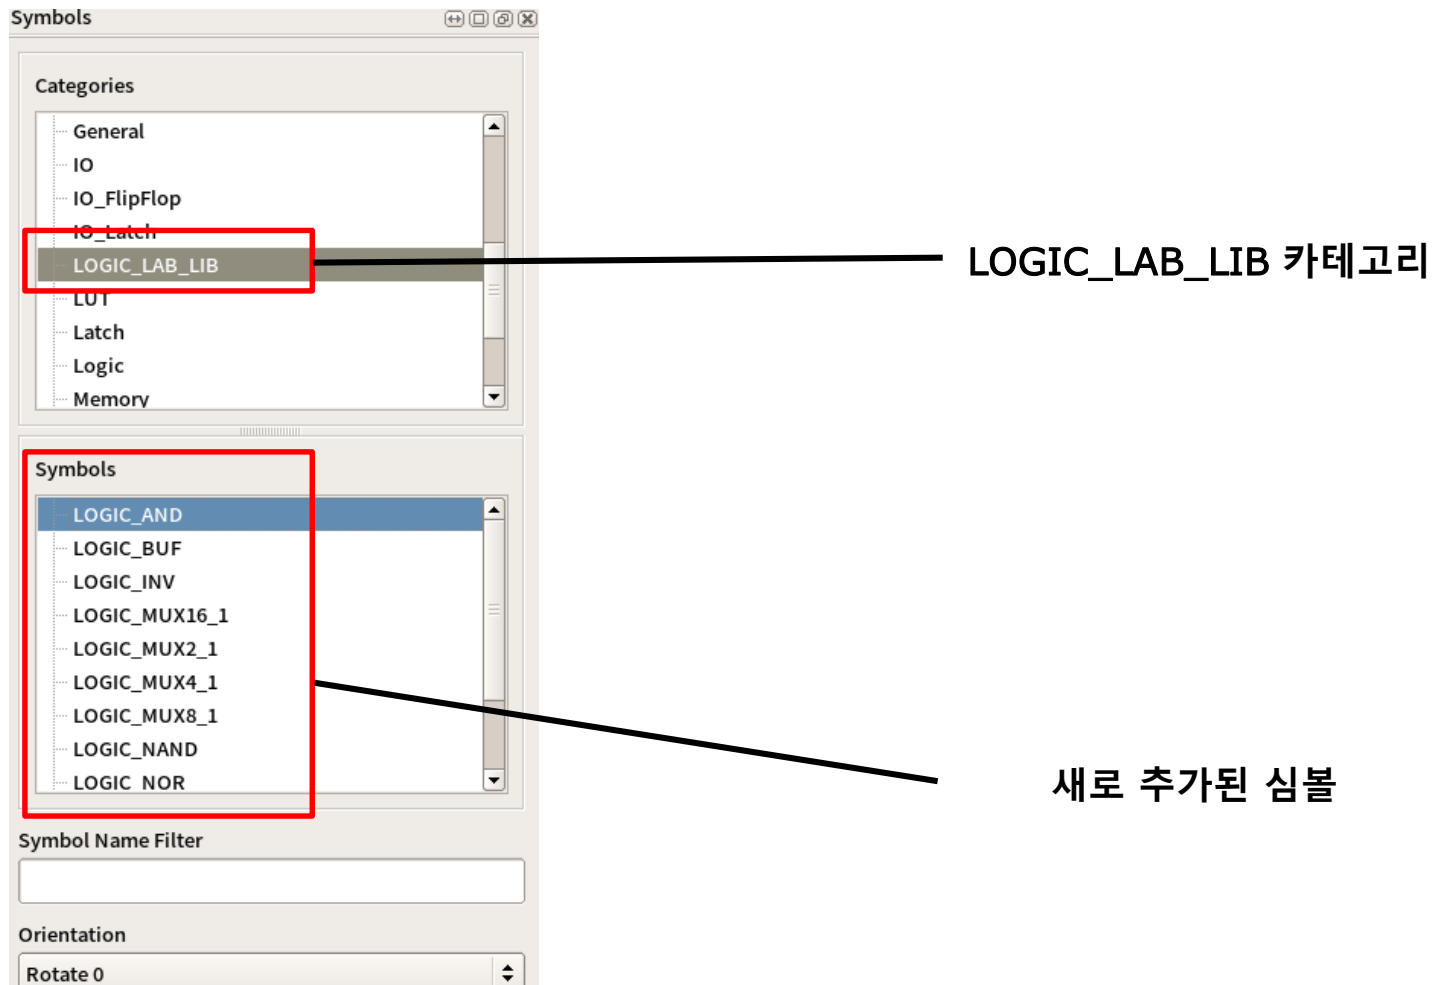 Symbols
Categories
General
IO
IO_FlipFlop
IO_Latch
LOGIC_LAB_LIB
LOGIC_LAB_LIB 카테고리
LUT
Latch
Logic
Memory
Symbols
LOGIC_AND
LOGIC_BUF
LOGIC_INV
LOGIC_MUX16_1
LOGIC_MUX2_1
LOGIC_MUX4_1
LOGIC_MUX8_1
LOGIC_NAND
LOGIC_NOR
새로 추가된 심볼
Symbol Name Filter
Orientation
Rotate 0